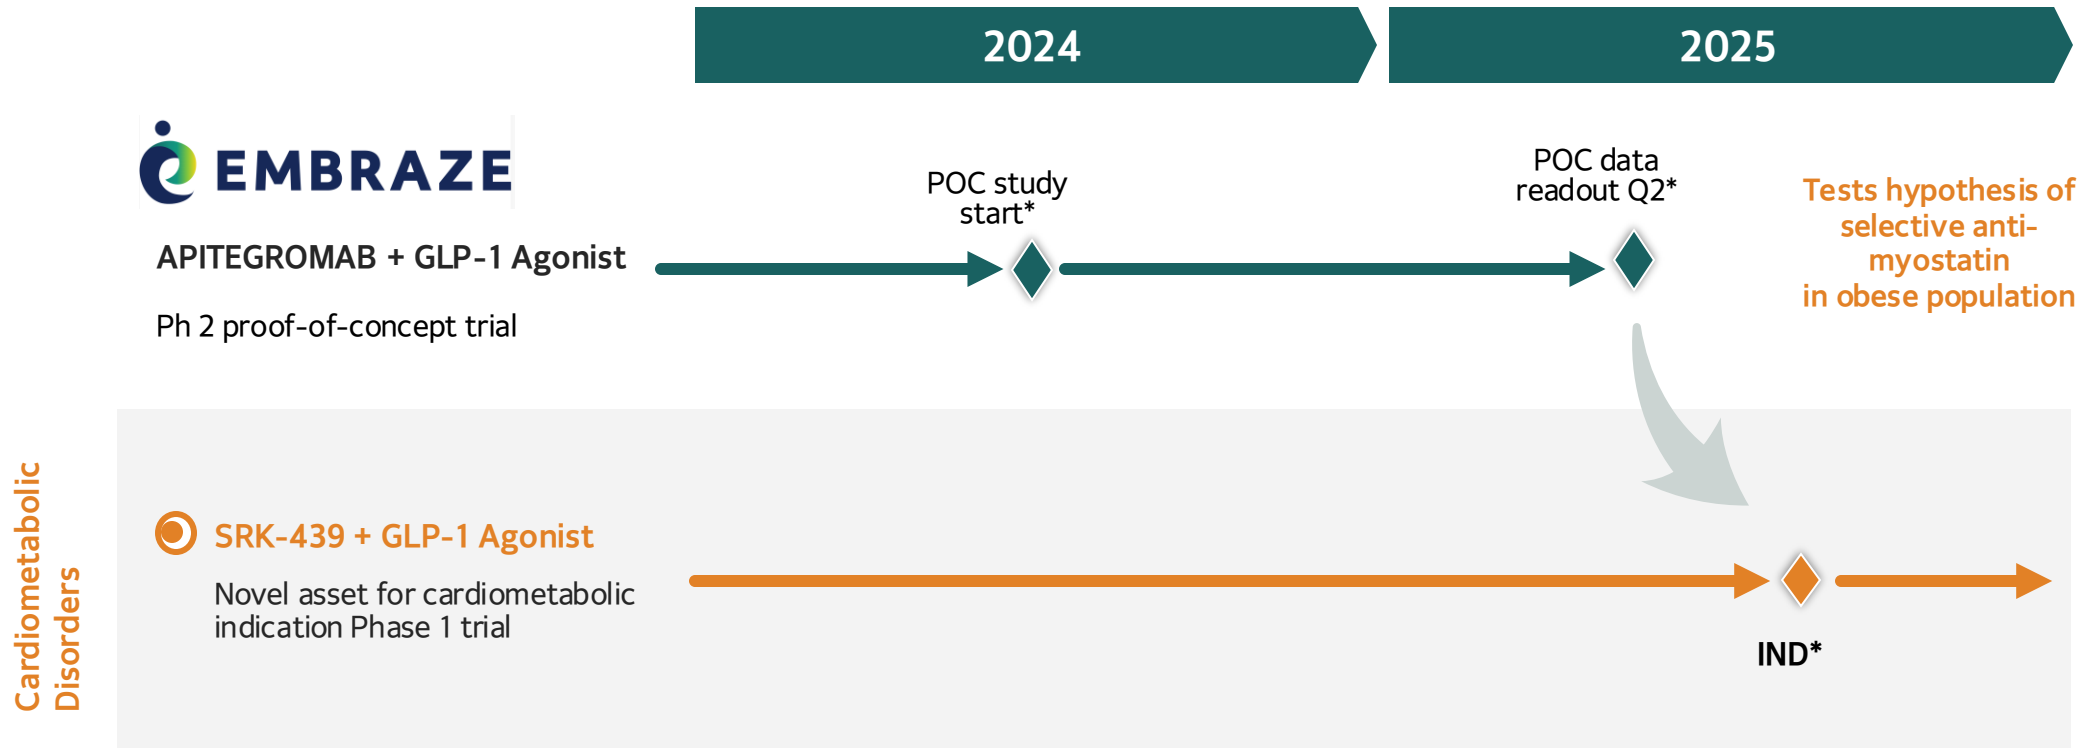 2024
2025
EMBRAZE
APITEGROMAB + GLP-1 Agonist
Ph 2 proof-of-concept trial
POC study
start*
POC data
readout Q2*
Tests hypothesis of
selective anti-
myostatin
in obese population
Cardiometabolic
Disorders
SRK-439 + GLP-1 Agonist
Novel asset for cardiometabolic
indication Phase 1 trial
IND*